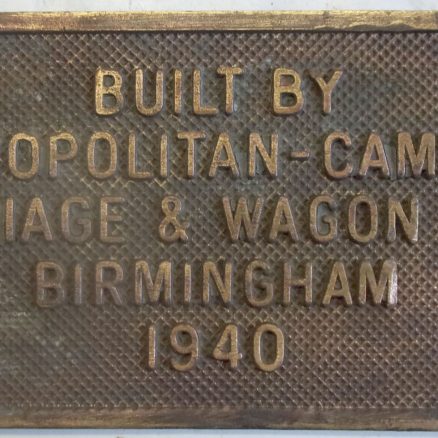 BUILT BY
OPOLITAN-CAM
IAGE & WAGON
BIRMINGHAM
1940